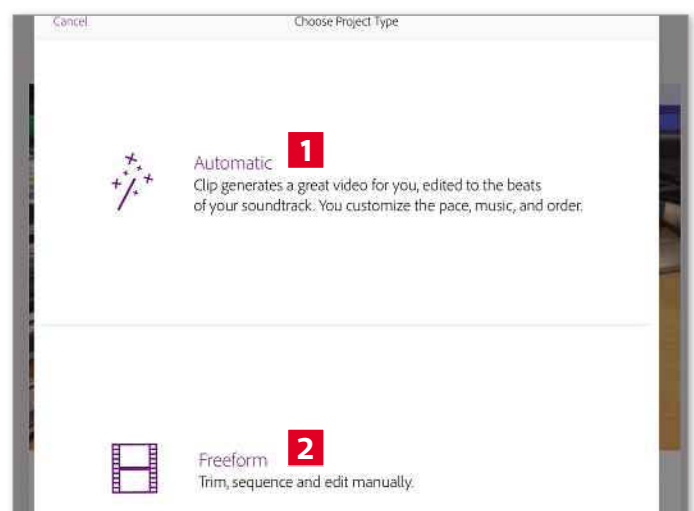 Cancel
Choose Project Type
1
Automatic
Clip generates a great video for you, edited to the beats
of your soundtrack. You customize the pace, music, and order.
2
Freeform
Trim, sequence and edit manually.